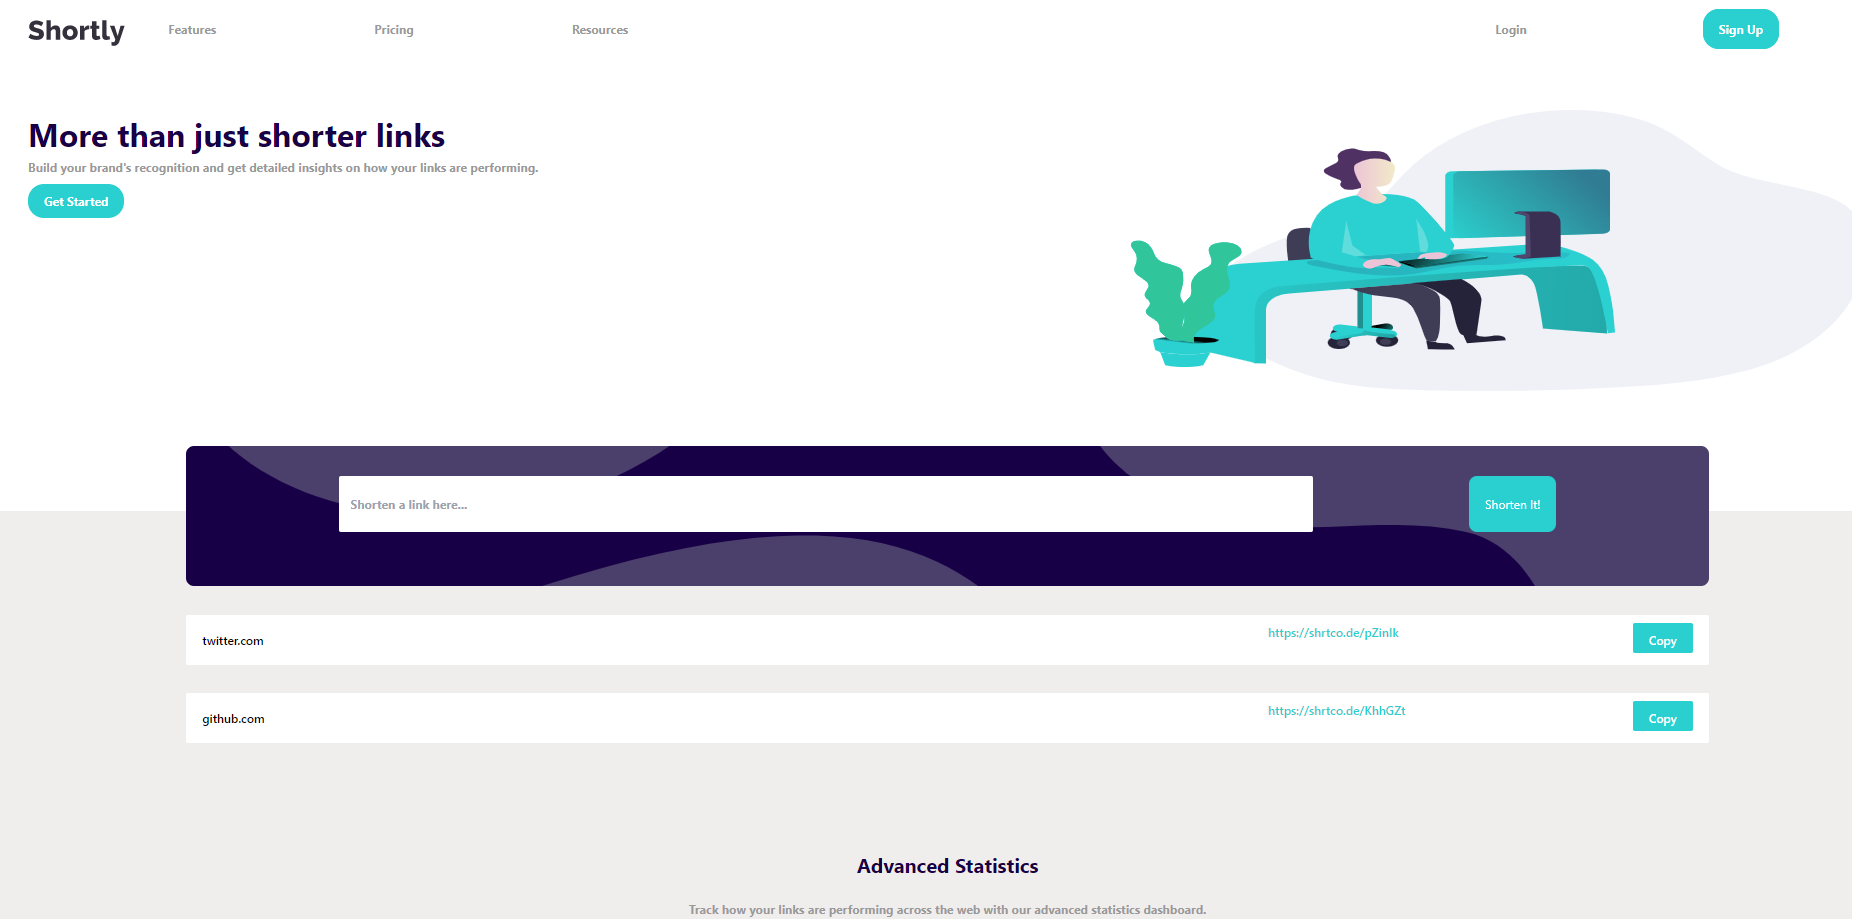 Shortly Features Pricing Resources Login Sign Up
More than just shorter links
Build your brand's recognition and get detailed insights on how your links are performing.
Get Started
Shorten a link here...
Shorten It!
twitter.com
https://shrtco.de/pZinIk
Copy
github.com
https://shrtco.de/KhhGZt
Copy
Advanced Statistics
Track how your links are performing across the web with our advanced statistics dashboard.